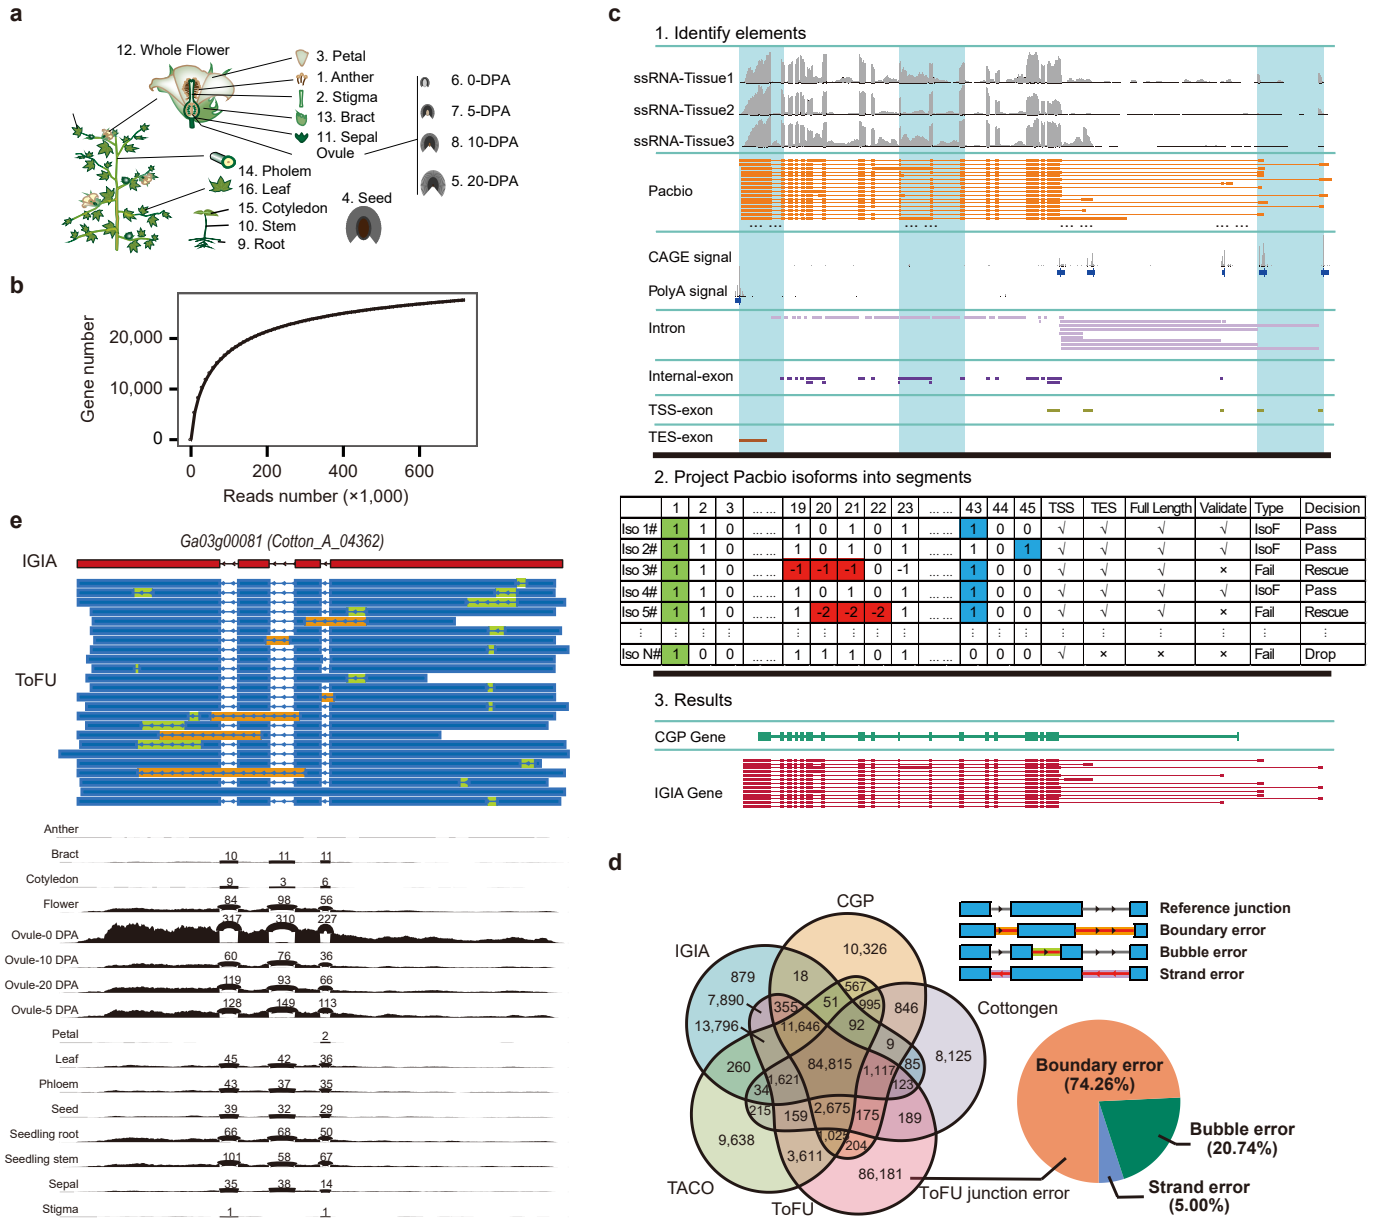 a
12. Whole Flower
3. Petal
1. Anther
2. Stigma
13. Bract
11. Sepal
Ovule
6. 0-DPA
7. 5-DPA
8. 10-DPA
5. 20-DPA
14. Pholem
16. Leaf
15. Cotyledon
10. Stem
9. Root
4. Seed
b
Gene number
20,000
10,000
0
0 200 400 600
Reads number (×1,000)
c
1. Identify elements
ssRNA-Tissue1
ssRNA-Tissue2
ssRNA-Tissue3
Pacbio
CAGE signal
PolyA signal
Intron
Internal-exon
TSS-exon
TES-exon
2. Project Pacbio isoforms into segments
1 2 3 ... ... 19 20 21 22 23 ... ... 43 44 45 TSS TES Full Length Validate Type Decision
Iso 1# 1 1 0 ... ... 1 0 1 0 1 ... ... 1 0 0 √ √ √ √ IsoF Pass
Iso 2# 1 1 0 ... ... 1 0 1 0 1 ... ... 0 0 1 √ √ √ √ IsoF Pass
Iso 3# 1 1 0 ... ... -1 -1 -1 0 -1 ... ... 1 0 0 √ √ √ × Fail Rescue
Iso 4# 1 1 0 ... ... 1 0 1 0 1 ... ... 1 0 0 √ √ √ √ IsoF Pass
Iso 5# 1 1 0 ... ... 1 -2 -2 -2 1 ... ... 1 0 0 √ √ √ × Fail Rescue
⋮ ⋮ ⋮ ⋮ ⋮ ⋮ ⋮ ⋮ ⋮ ⋮ ⋮ ⋮ ⋮ ⋮ ⋮ ⋮ ⋮ ⋮
Iso N# 1 0 0 ... ... 1 1 1 0 1 ... ... 0 0 0 √ × × × Fail Drop
3. Results
CGP Gene
IGIA Gene
d
CGP
IGIA
Cottongen
TACO
ToFU
10,326
879
18
567
51
995
846
7,890
355
13,796
11,646
92
9
8,125
260
84,815
1,117
85
123
34
1,621
215
159
2,675
175
189
9,638
1,025
204
3,611
86,181
Reference junction
Boundary error
Bubble error
Strand error
ToFU junction error
Boundary error
(74.26%)
Bubble error
(20.74%)
Strand error
(5.00%)
e
Ga03g00081 (Cotton_A_04362)
IGIA
ToFU
Anther
Bract 10 11 11
Cotyledon 9 3 6
Flower 84 98 56
Ovule-0 DPA 317 310 227
Ovule-10 DPA 60 76 36
Ovule-20 DPA 119 93 66
Ovule-5 DPA 128 149 113
Petal 2
Leaf 45 42 36
Phloem 43 37 35
Seed 39 32 29
Seedling root 66 68 50
Seedling stem 101 58 67
Sepal 35 38 14
Stigma 1 1